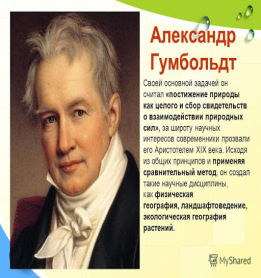 Александр
Гумбольдт
Своей основной задачей он
считал «постижение природы
как целого и сбор свидетельств
о взаимодействии природных
сил», за широту научных
интересов современники прозвали
его Аристотелем XIX века. Исходя
из общих принципов и применяя
сравнительный метод, он создал
такие научные дисциплины,
как физическая
география, ландшафтоведение,
экологическая география
растений.
MyShared